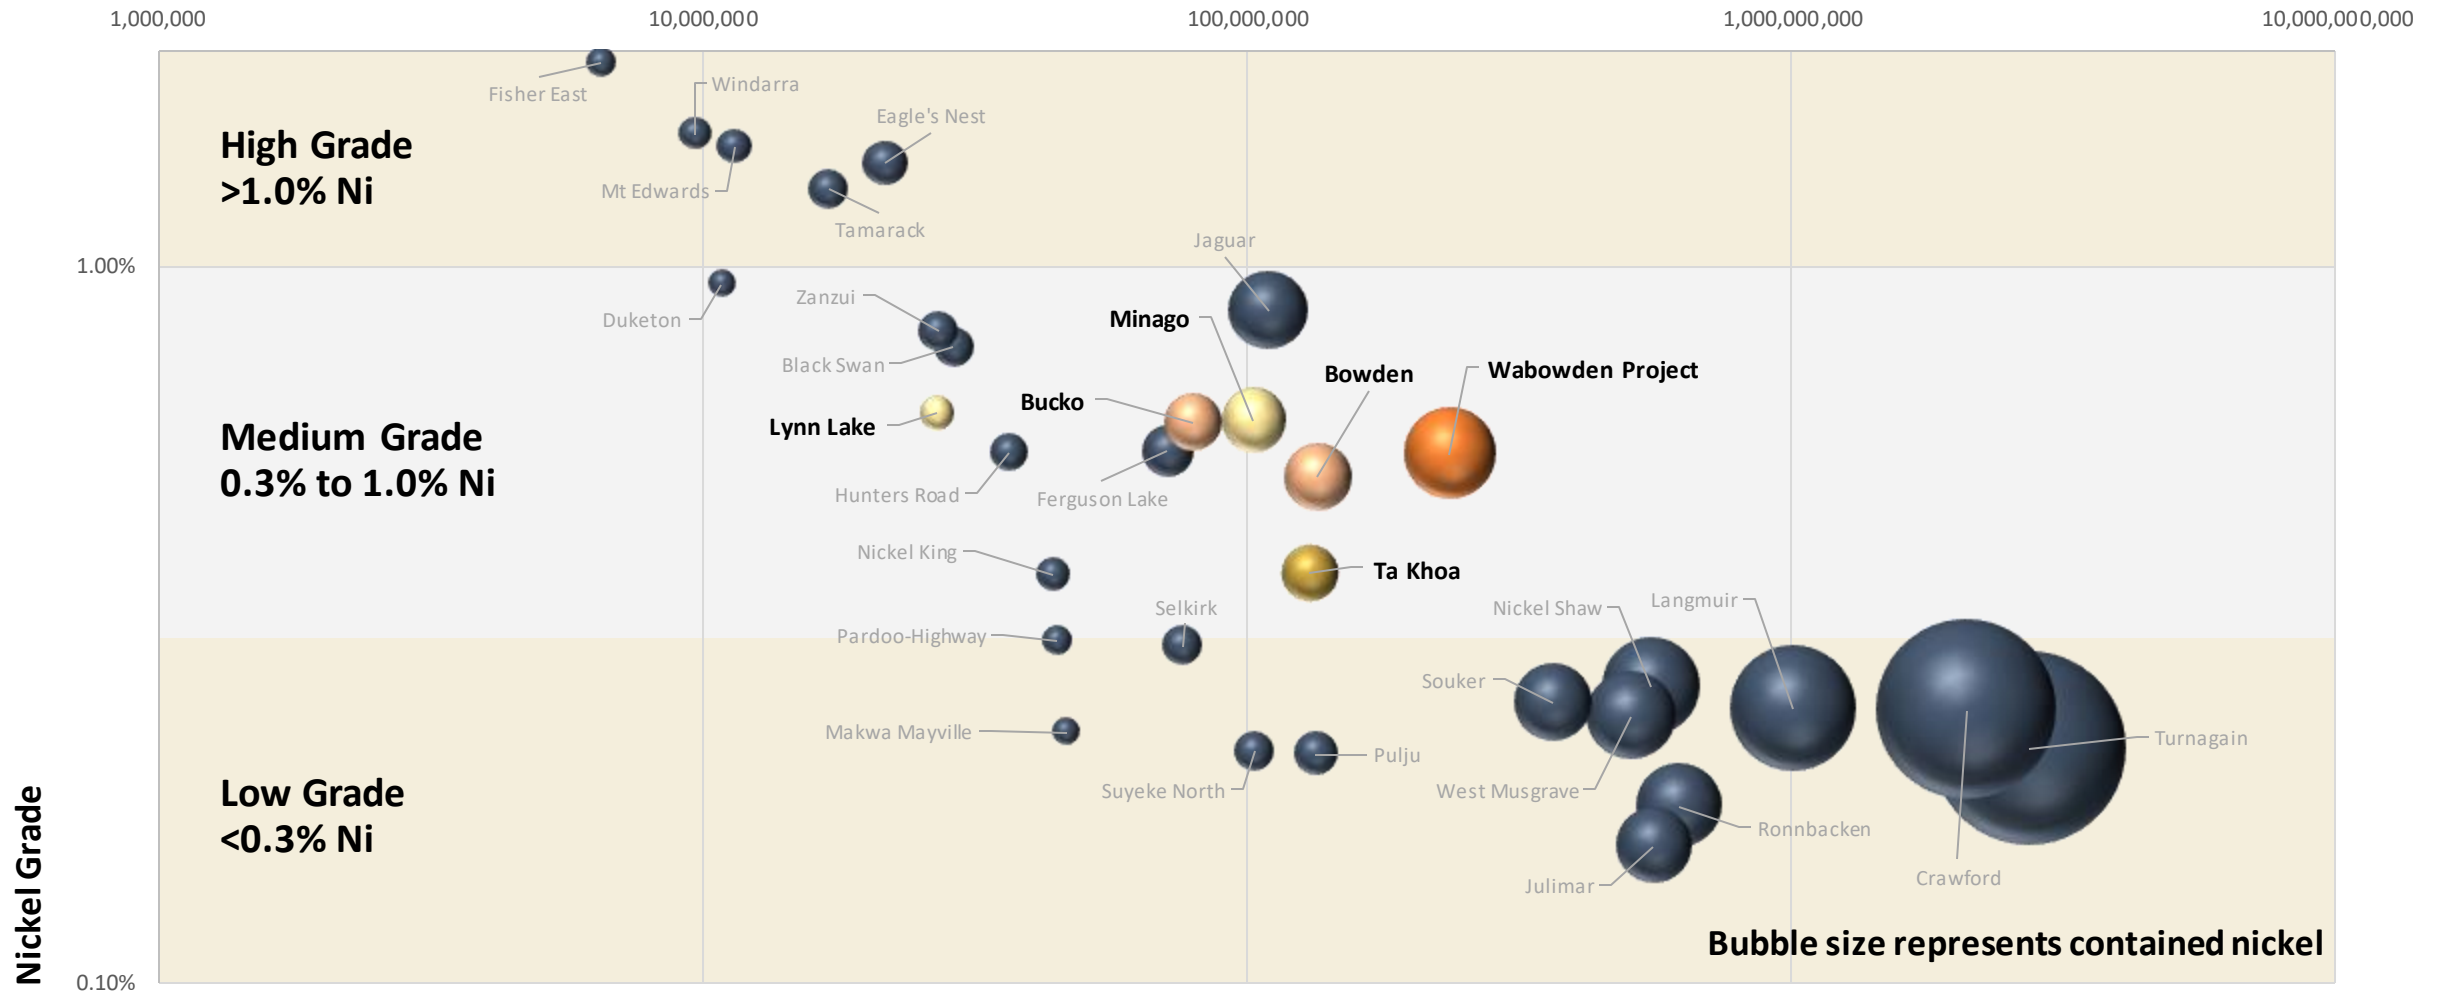 1,000,000
10,000,000
100,000,000
1,000,000,000
10,000,000,000
Fisher East
Windarra
Eagle's Nest
High Grade
>1.0% Ni
Mt Edwards
Tamarack
Jaguar
1.00%
Zanzui
Duketon
Minago
Black Swan
Bowden
Wabowden Project
Bucko
Lynn Lake
Medium Grade
0.3% to 1.0% Ni
Hunters Road
Ferguson Lake
Nickel King
Ta Khoa
Selkirk
Nickel Shaw
Langmuir
Pardoo-Highway
Souker
Makwa Mayville
Turnagain
Pulju
Suyeke North
West Musgrave
Low Grade
<0.3% Ni
Ronnbacken
Julimar
Crawford
Nickel Grade
Bubble size represents contained nickel
0.10%